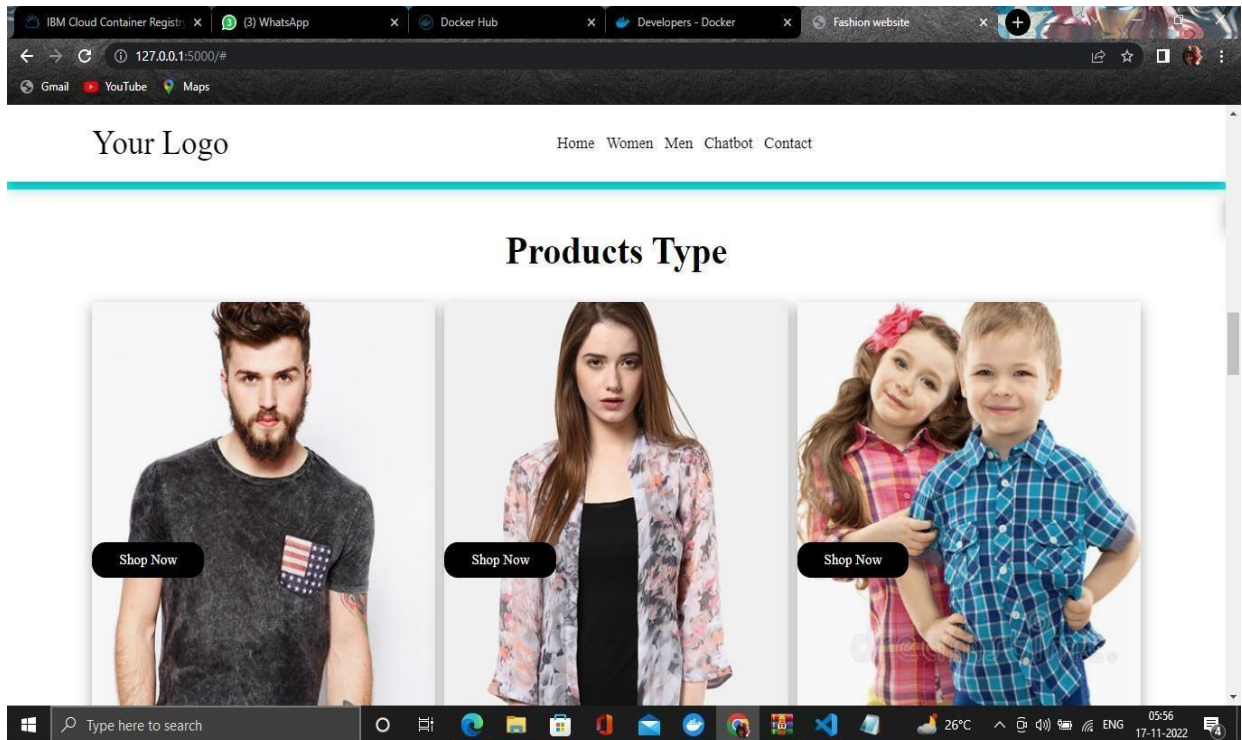 IBM Cloud Container Registr
(3) WhatsApp
Docker Hub
Developers - Docker
Fashion website
127.0.0.1:5000/#
Gmail
YouTube
Maps
Your Logo
Home Women Men Chatbot Contact
Products Type
Shop Now
Shop Now
Shop Now
Type here to search
26°C
ENG
05:56
17-11-2022
4